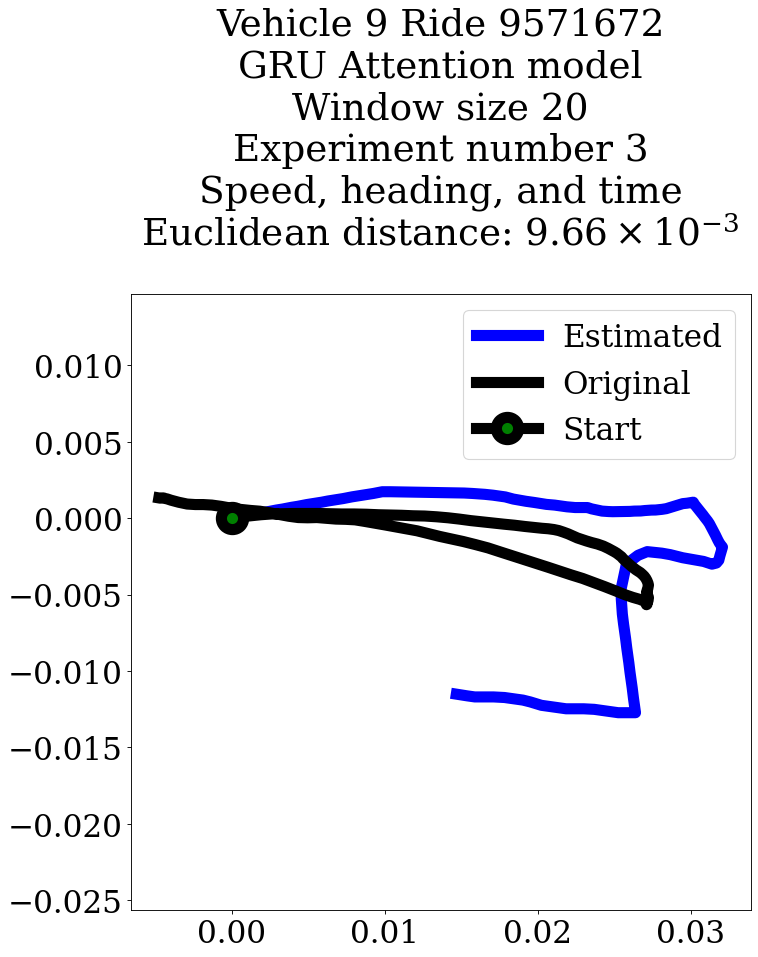 Vehicle 9 Ride 9571672
GRU Attention model
Window size 20
Experiment number 3
Speed, heading, and time
Euclidean distance: 9.66 × 10⁻³
Estimated
Original
Start
0.010
0.005
0.000
−0.005
−0.010
−0.015
−0.020
−0.025
0.00 0.01 0.02 0.03